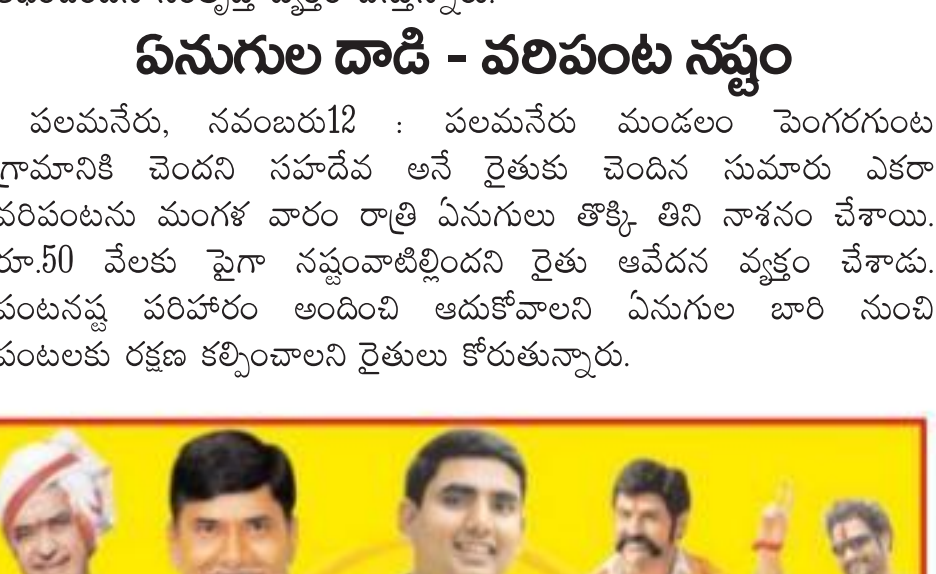 ఏనుగుల దాడి - వరిపంట నష్టం
పలమనేరు, నవంబరు12 : పలమనేరు మండలం పెంగరగుంట
గ్రామానికి చెందని సహదేవ అనే రైతుకు చెందిన సుమారు ఎకరా
వరిపంటను మంగళ వారం రాత్రి ఏనుగులు తొక్కి తిని నాశనం చేశాయి.
రూ.50 వేలకు పైగా నష్టంవాటిల్లిందని రైతు ఆవేదన వ్యక్తం చేశాడు.
పంటనష్ట పరిహారం అందించి ఆదుకోవాలని ఏనుగుల బారి నుంచి
పంటలకు రక్షణ కల్పించాలని రైతులు కోరుతున్నారు.